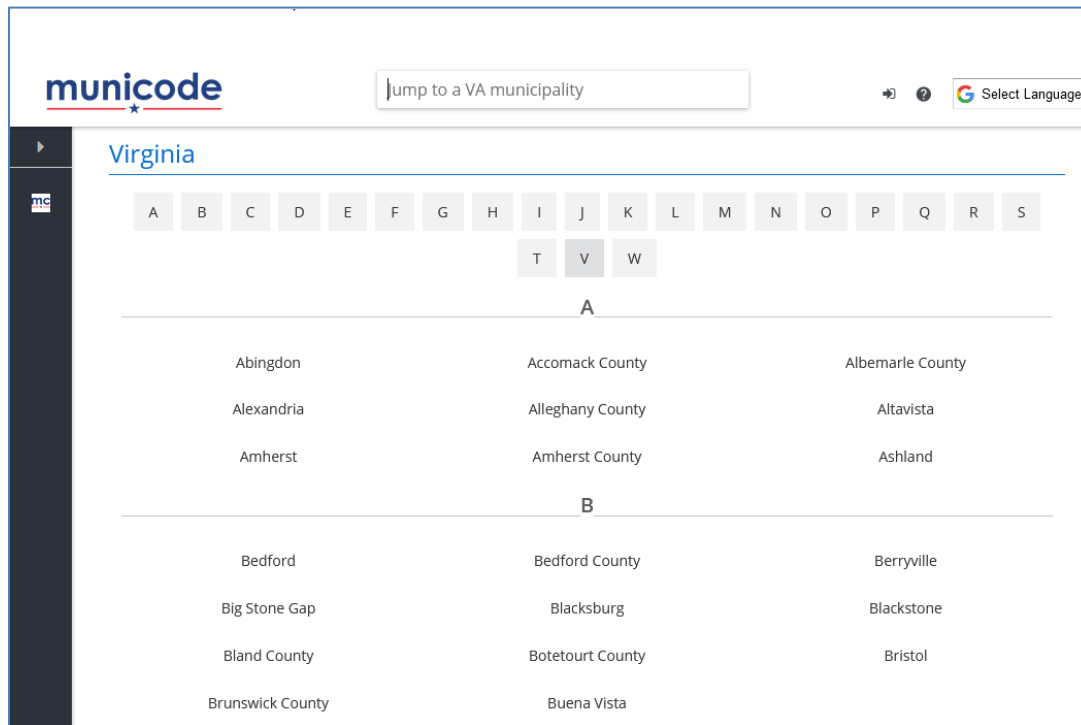 municode
Jump to a VA municipality
Select Language
Virginia
mc
A B C D E F G H I J K L M N O P Q R S
T V W
A
Abingdon Accomack County Albemarle County
Alexandria Alleghany County Altavista
Amherst Amherst County Ashland
B
Bedford Bedford County Berryville
Big Stone Gap Blacksburg Blackstone
Bland County Botetourt County Bristol
Brunswick County Buena Vista